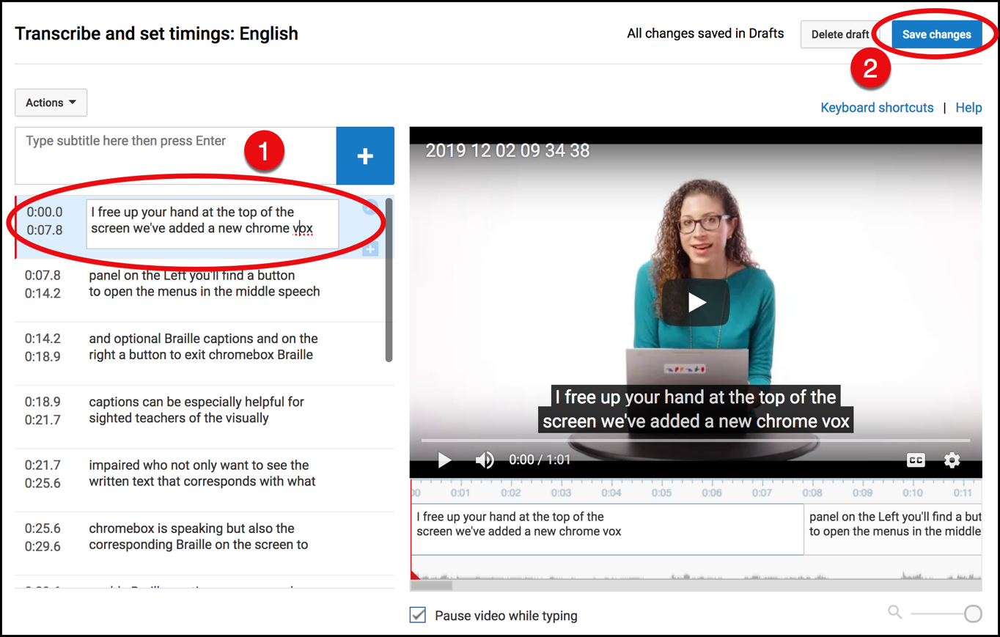 Transcribe and set timings: English
All changes saved in Drafts
Delete draft
Save changes
2
Actions
Keyboard shortcuts | Help
Type subtitle here then press Enter
1
+
0:00.0
0:07.8
I free up your hand at the top of the
screen we've added a new chrome vox
+
0:07.8
0:14.2
panel on the Left you'll find a button
to open the menus in the middle speech
0:14.2
0:18.9
and optional Braille captions and on the
right a button to exit chromebox Braille
0:18.9
0:21.7
captions can be especially helpful for
sighted teachers of the visually
0:21.7
0:25.6
impaired who not only want to see the
written text that corresponds with what
0:25.6
0:29.6
chromebox is speaking but also the
corresponding Braille on the screen to
2019 12 02 09 34 38
I free up your hand at the top of the
screen we've added a new chrome vox
0:00 / 1:01
CC
00 0:01 0:02 0:03 0:04 0:05 0:06 0:07 0:08 0:09 0:10 0:11
I free up your hand at the top of the
screen we've added a new chrome vox
panel on the Left you'll find a but
to open the menus in the middle
Pause video while typing